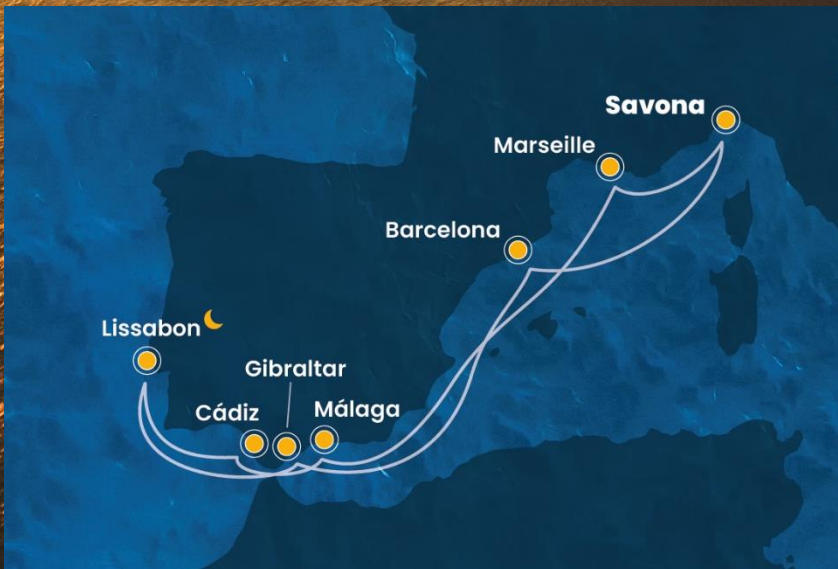 Savona
Marseille
Barcelona
Lissabon
Gibraltar
Cádiz
Málaga